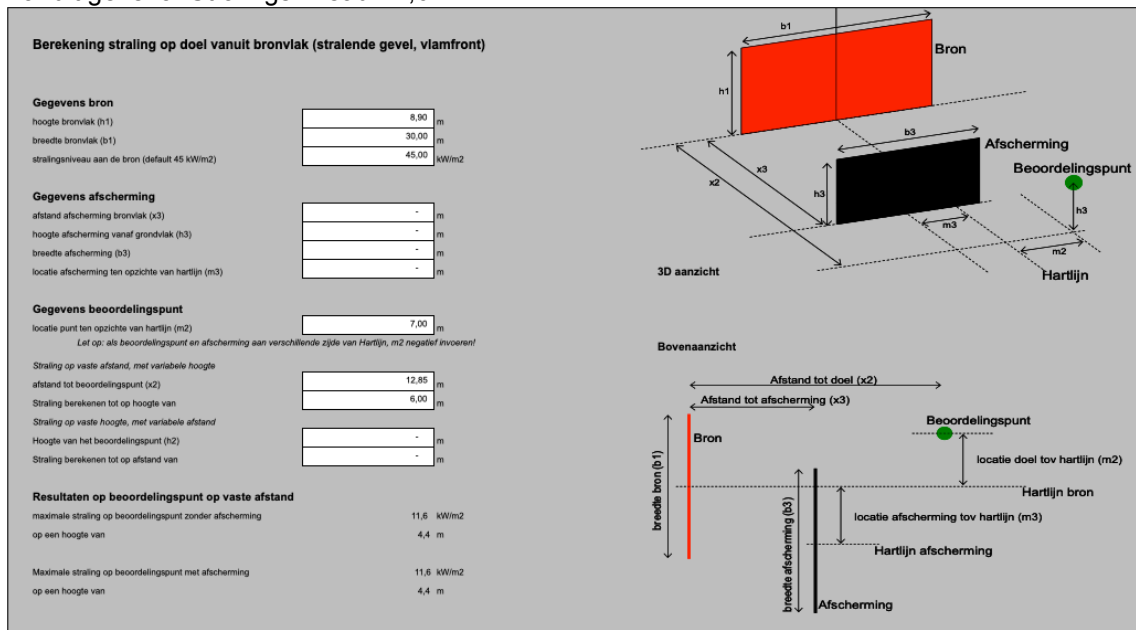 Berekening straling op doel vanuit bronvlak (stralende gevel, vlamfront)
Gegevens bron
hoogte bronvlak (h1) 8,90 m
breedte bronvlak (b1) 30,00 m
stralingsniveau aan de bron (default 45 kW/m2) 45,00 kW/m2
Gegevens afscherming
afstand afscherming bronvlak (x3) - m
hoogte afscherming vanaf grondvlak (h3) - m
breedte afscherming (b3) - m
locatie afscherming ten opzichte van hartlijn (m3) - m
Gegevens beoordelingspunt
locatie punt ten opzichte van hartlijn (m2) 7,00 m
Let op: als beoordelingspunt en afscherming aan verschillende zijde van Hartlijn, m2 negatief invoeren!
Straling op vaste afstand, met variabele hoogte
afstand tot beoordelingspunt (x2) 12,85 m
Straling berekenen tot op hoogte van 6,00 m
Straling op vaste hoogte, met variabele afstand
Hoogte van het beoordelingspunt (h2) - m
Straling berekenen tot op afstand van - m
Resultaten op beoordelingspunt op vaste afstand
maximale straling op beoordelingspunt zonder afscherming 11,6 kW/m2
op een hoogte van 4,4 m
Maximale straling op beoordelingspunt met afscherming 11,6 kW/m2
op een hoogte van 4,4 m
b1
Bron
h1
b3
Afscherming
Beoordelingspunt
x3
x2
h3
h3
m3
m2
Hartlijn
3D aanzicht
Bovenaanzicht
Afstand tot doel (x2)
Afstand tot afscherming (x3)
Beoordelingspunt
Bron
breedte bron (b1)
locatie doel tov hartlijn (m2)
Hartlijn bron
locatie afscherming tov hartlijn (m3)
breedte afscherming (b3)
Hartlijn afscherming
Afscherming